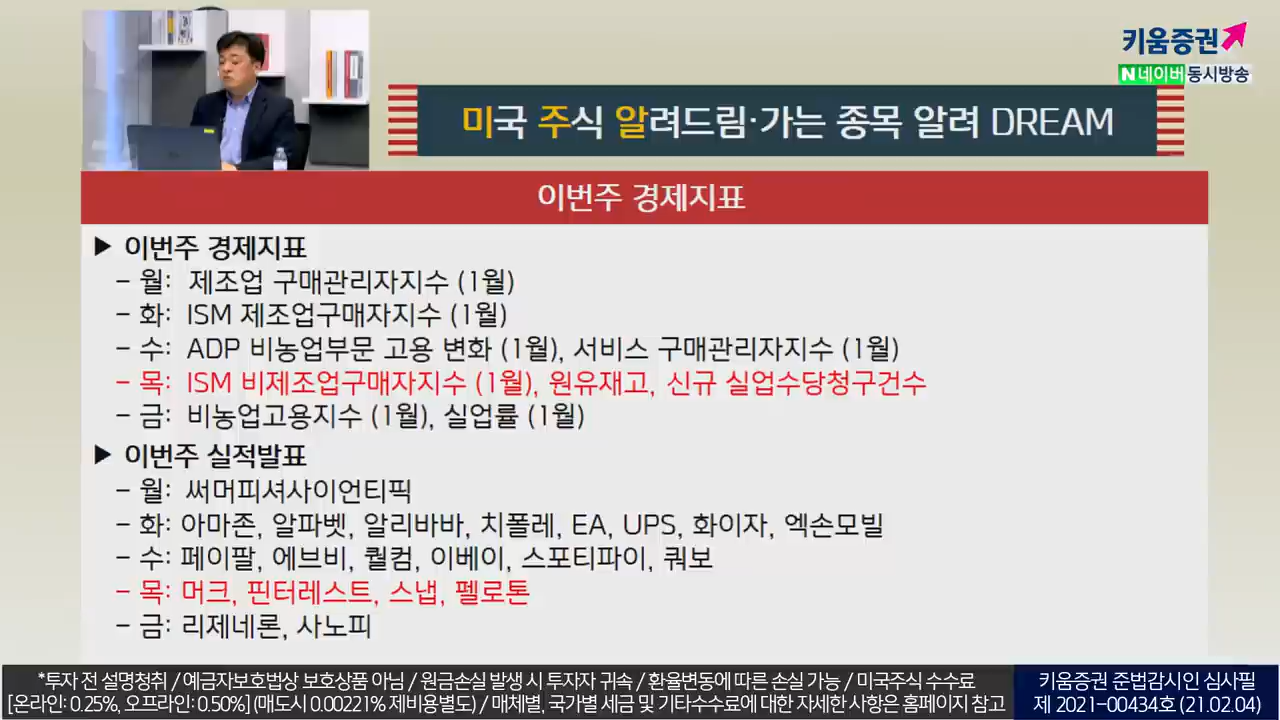 키움증권
N 네이버 동시방송
미국 주식 알려드림·가는 종목 알려 DREAM
이번주 경제지표
▶ 이번주 경제지표
– 월: 제조업 구매관리자지수 (1월)
– 화: ISM 제조업구매자지수 (1월)
– 수: ADP 비농업부문 고용 변화 (1월), 서비스 구매관리자지수 (1월)
– 목: ISM 비제조업구매자지수 (1월), 원유재고, 신규 실업수당청구건수
– 금: 비농업고용지수 (1월), 실업률 (1월)
▶ 이번주 실적발표
– 월: 써머피셔사이언티픽
– 화: 아마존, 알파벳, 알리바바, 치폴레, EA, UPS, 화이자, 엑손모빌
– 수: 페이팔, 에브비, 퀄컴, 이베이, 스포티파이, 쿼보
– 목: 머크, 핀터레스트, 스냅, 펠로톤
– 금: 리제네론, 사노피
*투자 전 설명청취 / 예금자보호법상 보호상품 아님 / 원금손실 발생 시 투자자 귀속 / 환율변동에 따른 손실 가능 / 미국주식 수수료
[온라인: 0.25%, 오프라인: 0.50%] (매도시 0.00221% 제비용별도) / 매체별, 국가별 세금 및 기타수수료에 대한 자세한 사항은 홈페이지 참고
키움증권 준법감시인 심사필
제 2021-00434호 (21.02.04)